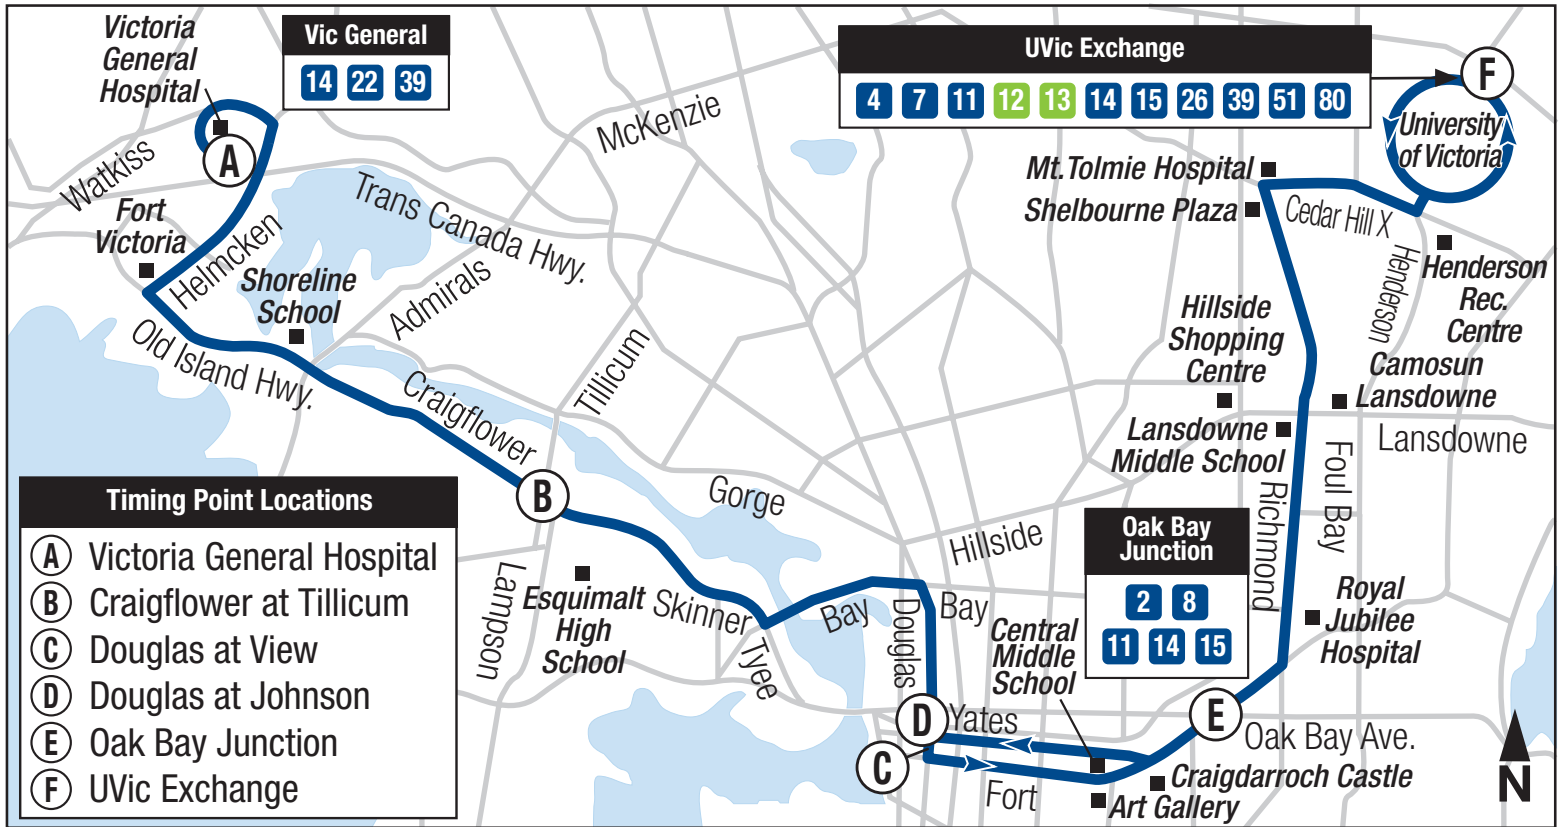 Victoria
General
Hospital
Vic General
14 22 39
UVic Exchange
4 7 11 12 13 14 15 26 39 51 80
F
University
of Victoria
McKenzie
Watkiss
A
Trans Canada Hwy.
Mt.Tolmie Hospital
Shelbourne Plaza
Cedar Hill X
Fort
Victoria
Helmcken
Shoreline
School
Admirals
Henderson
Henderson
Rec.
Centre
Old Island Hwy.
Tillicum
Hillside
Shopping
Centre
Camosun
Lansdowne
Craigflower
Lansdowne
Middle School
Lansdowne
B
Gorge
Richmond
Foul Bay
Hillside
Oak Bay
Junction
2 8
11 14 15
Timing Point Locations
A Victoria General Hospital
B Craigflower at Tillicum
C Douglas at View
D Douglas at Johnson
E Oak Bay Junction
F UVic Exchange
Lampson
Esquimalt
High
School
Skinner
Tyee
Bay
Douglas
Bay
Central
Middle
School
Royal
Jubilee
Hospital
D
Yates
E
Oak Bay Ave.
C
Fort
Craigdarroch Castle
Art Gallery
N